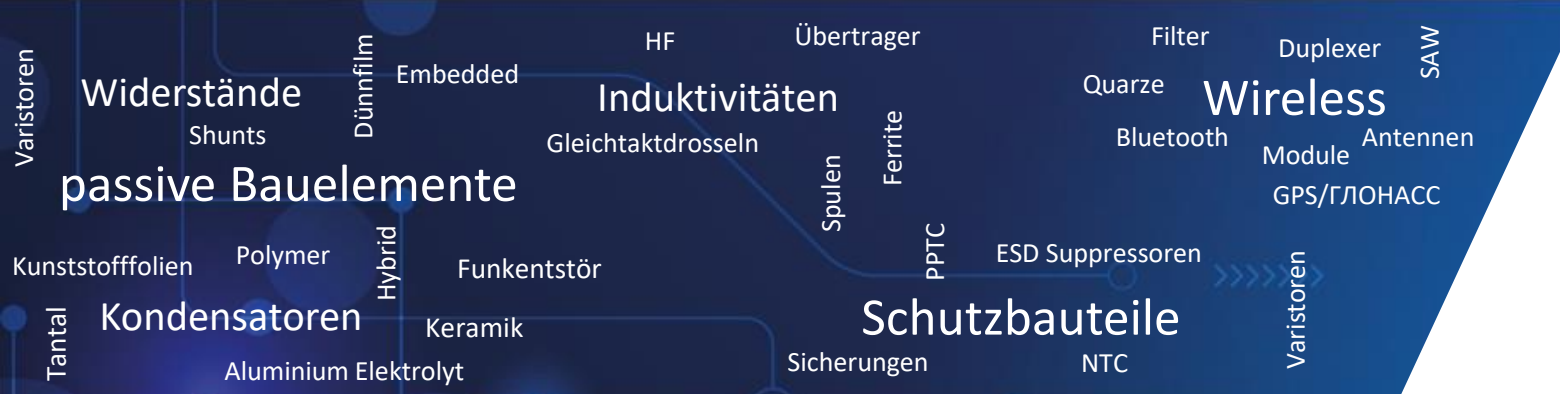 Varistoren
Widerstände
Shunts
Dünnfilm
Embedded
passive Bauelemente
HF
Übertrager
Induktivitäten
Gleichtaktdrosseln
Spulen
Ferrite
Filter
Duplexer
SAW
Quarze
Wireless
Bluetooth
Module
Antennen
GPS/ГЛОНАСС
Kunststofffolien
Polymer
Hybrid
Funkentstör
Tantal
Kondensatoren
Keramik
Aluminium Elektrolyt
PPTC
ESD Suppressoren
Schutzbauteile
Varistoren
Sicherungen
NTC